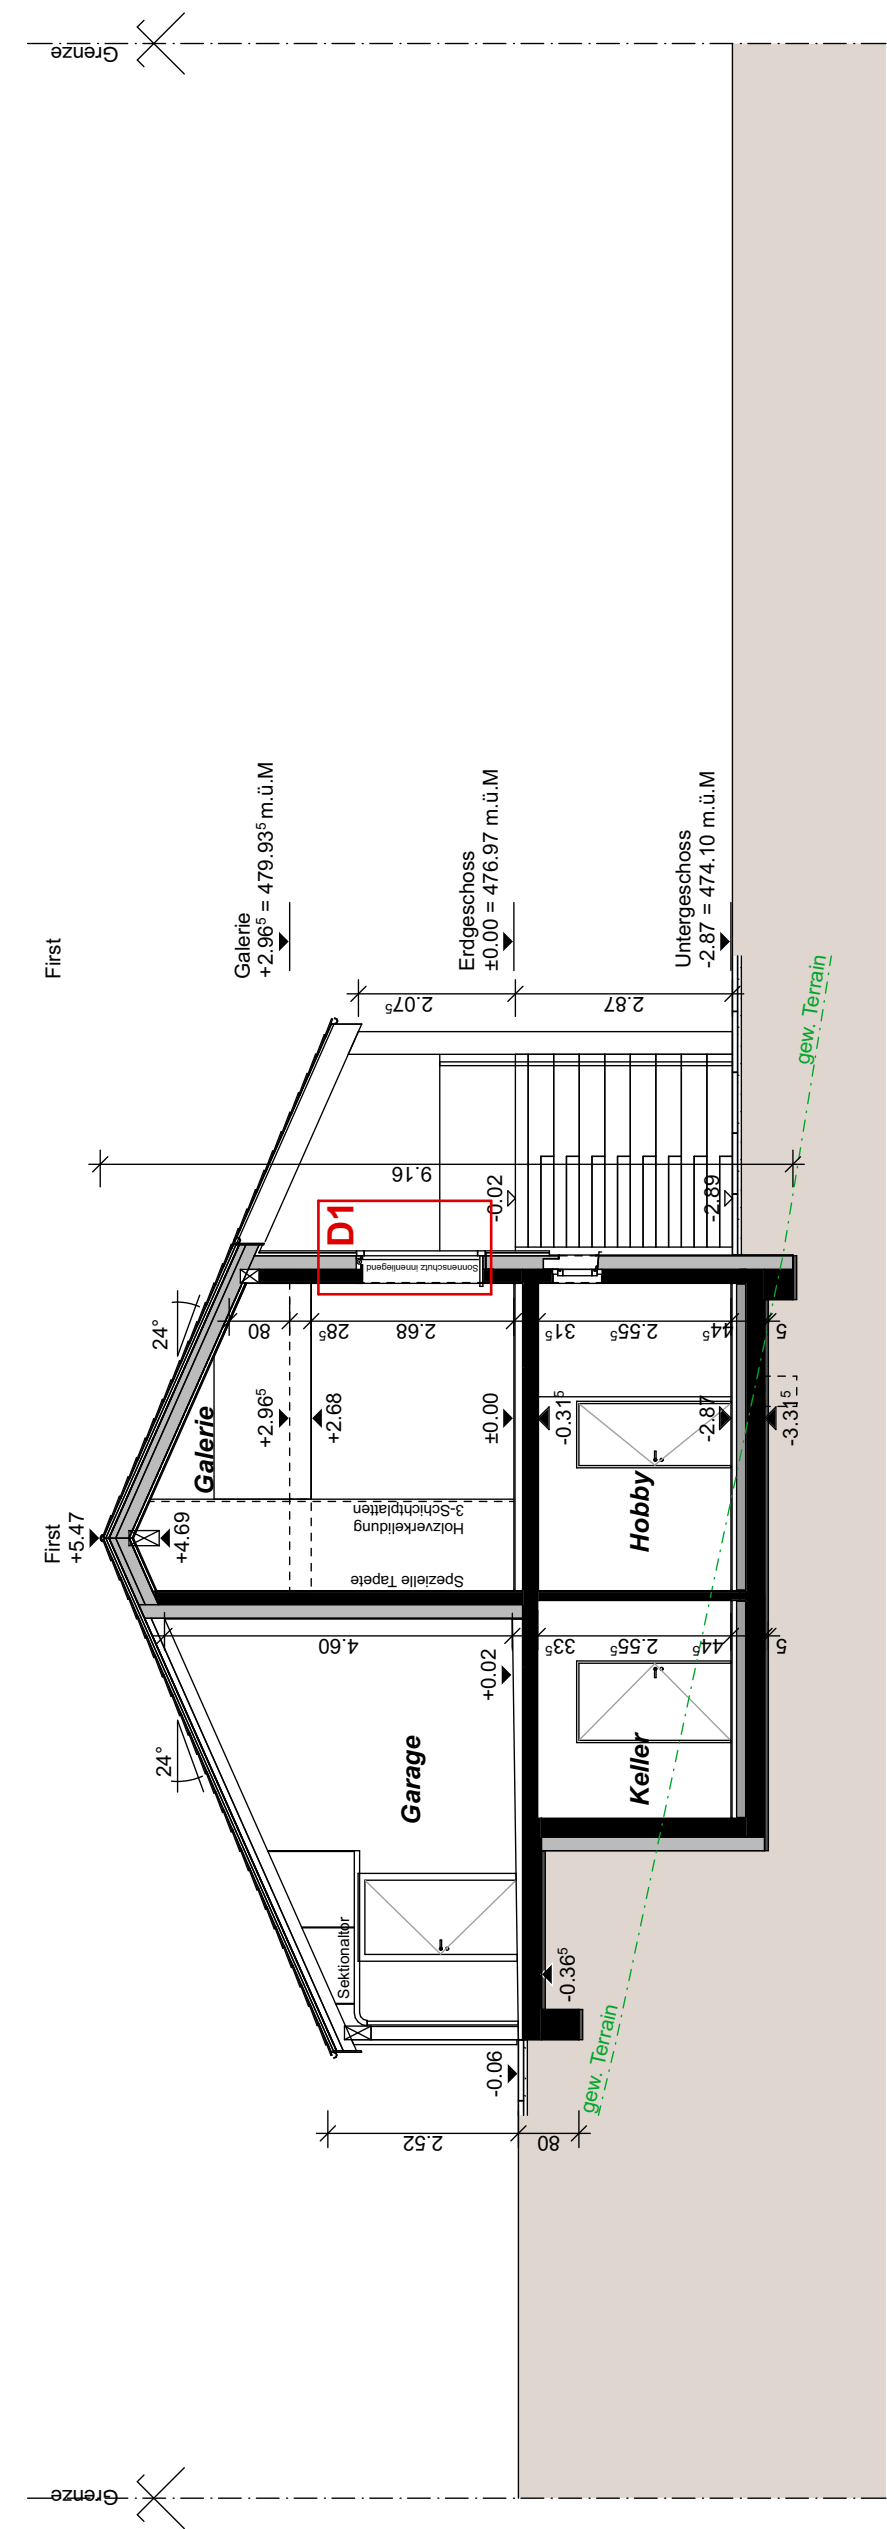 Grenze
First
Galerie
+2.96⁵ = 479.93⁵ m.ü.M
Erdgeschoss
±0.00 = 476.97 m.ü.M
Untergeschoss
-2.87 = 474.10 m.ü.M
2.07⁵
2.87
gew. Terrain
9.16
-0.02
-2.89
D1
Sonnenschutz innenliegend
24°
80
28⁵
2.68
31⁵
2.55⁵
44⁵
5
Galerie
+2.96⁵
+2.68
±0.00
-0.31⁵
-2.87
-3.31⁵
First
+5.47
+4.69
Holzverkelidung
3-Schichtplatten
Spezielle Tapete
Hobby
4.60
33⁵
2.55⁵
44⁵
5
+0.02
24°
Garage
Keller
Sektionaltor
-0.36⁵
-0.06
gew. Terrain
2.52
80
Grenze